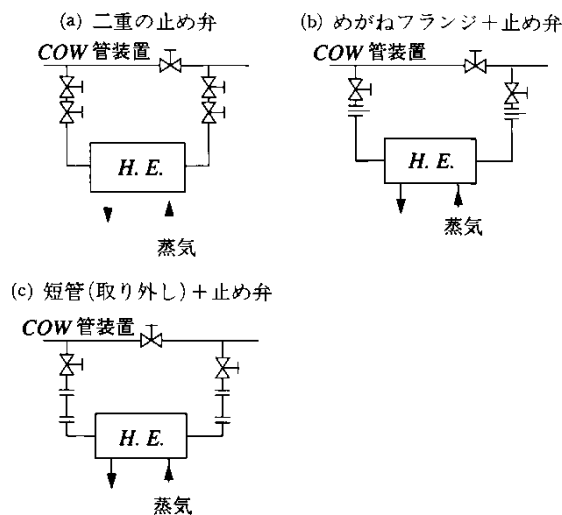 (a) 二重の止め弁
COW 管装置
H. E.
蒸気
(b) めがねフランジ＋止め弁
COW 管装置
H. E.
蒸気
(c) 短管(取り外し)＋止め弁
COW 管装置
H. E.
蒸気